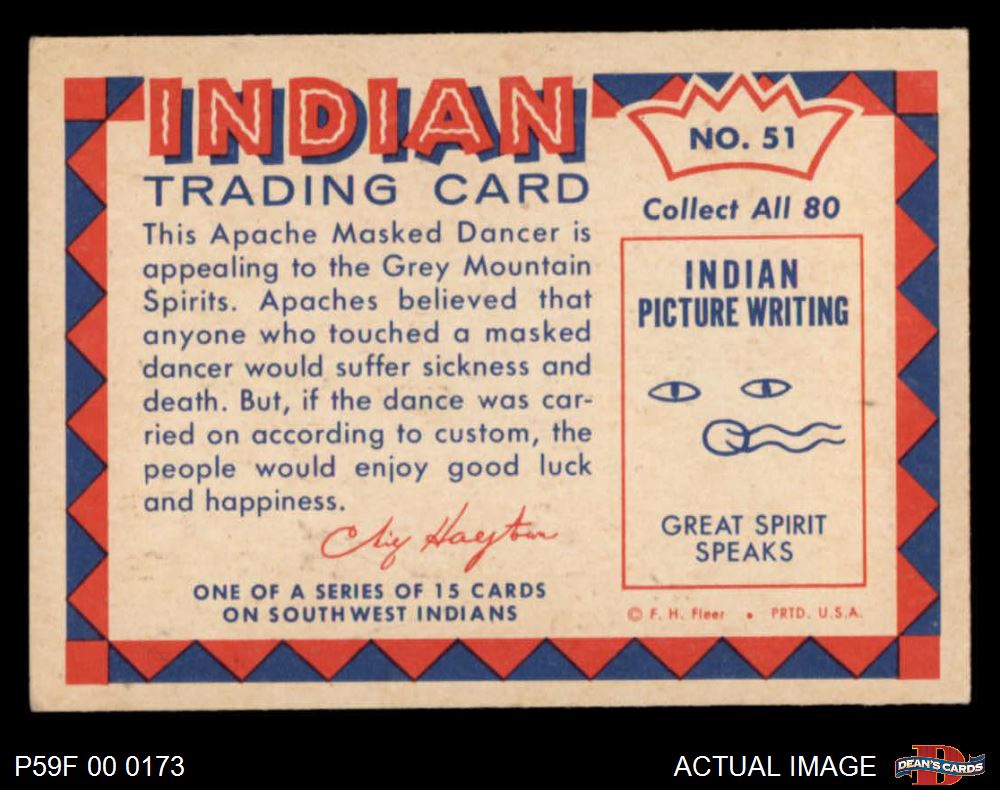 INDIAN
TRADING CARD
This Apache Masked Dancer is
appealing to the Grey Mountain
Spirits. Apaches believed that
anyone who touched a masked
dancer would suffer sickness and
death. But, if the dance was car-
ried on according to custom, the
people would enjoy good luck
and happiness.
ONE OF A SERIES OF 15 CARDS
ON SOUTHWEST INDIANS
NO. 51
Collect All 80
INDIAN
PICTURE WRITING
GREAT SPIRIT
SPEAKS
© F. H. Fleer • PRTD. U.S.A.
P59F 00 0173
ACTUAL IMAGE
D
DEAN'S CARDS